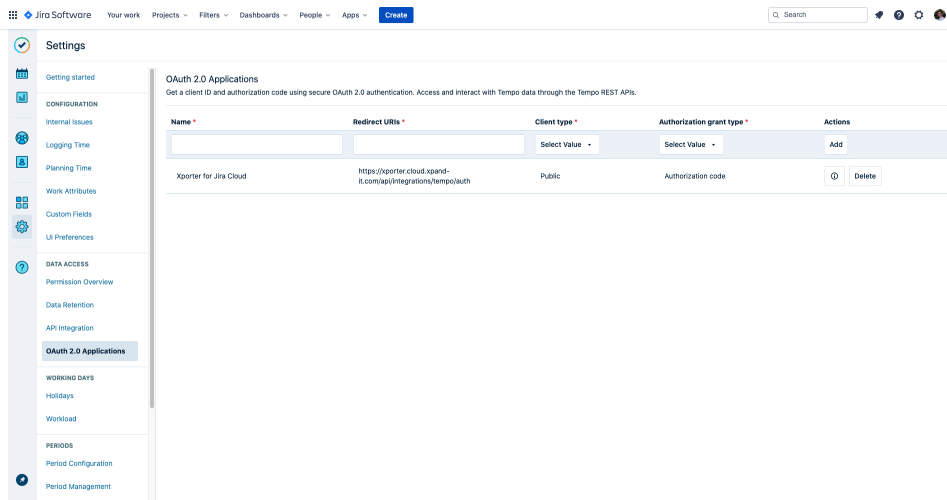 Jira Software Your work Projects Filters Dashboards People Apps Create Search
Settings
Getting started
CONFIGURATION
Internal Issues
Logging Time
Planning Time
Work Attributes
Custom Fields
UI Preferences
DATA ACCESS
Permission Overview
Data Retention
API Integration
OAuth 2.0 Applications
WORKING DAYS
Holidays
Workload
PERIODS
Period Configuration
Period Management
OAuth 2.0 Applications
Get a client ID and authorization code using secure OAuth 2.0 authentication. Access and interact with Tempo data through the Tempo REST APIs.
Name * Redirect URIs * Client type * Authorization grant type * Actions
Select Value Select Value Add
Xporter for Jira Cloud https://xporter.cloud.xpand-
it.com/api/integrations/tempo/auth Public Authorization code Delete